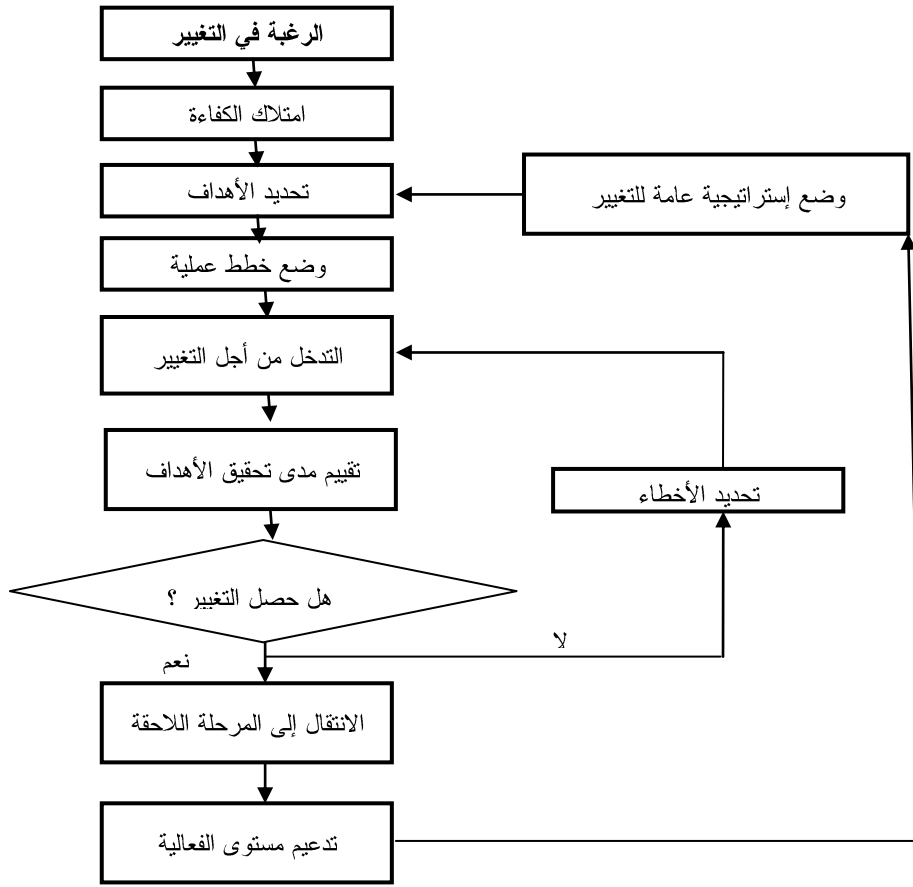 الرغبة في التغيير
امتلاك الكفاءة
تحديد الأهداف
وضع إستراتيجية عامة للتغيير
وضع خطط عملية
التدخل من أجل التغيير
تقييم مدى تحقيق الأهداف
تحديد الأخطاء
هل حصل التغيير ؟
لا
نعم
الانتقال إلى المرحلة اللاحقة
تدعيم مستوى الفعالية